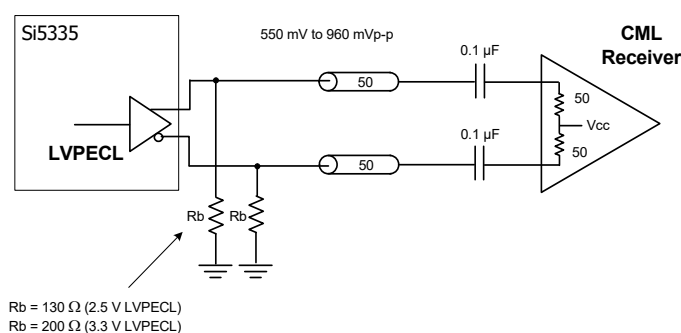 Si5335
550 mV to 960 mVp-p
CML
Receiver
0.1 µF
50
50
Vcc
LVPECL
0.1 µF
50
50
Rb
Rb
Rb = 130 Ω (2.5 V LVPECL)
Rb = 200 Ω (3.3 V LVPECL)